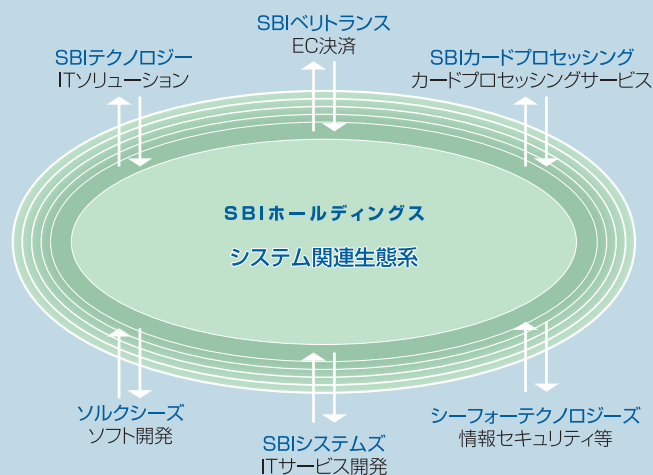 SBIベリトランス
EC決済
SBIテクノロジー
ITソリューション
SBIカードプロセッシング
カードプロセッシングサービス
SBIホールディングス
システム関連生態系
ソルクシーズ
ソフト開発
SBIシステムズ
ITサービス開発
シーフォーテクノロジーズ
情報セキュリティ等